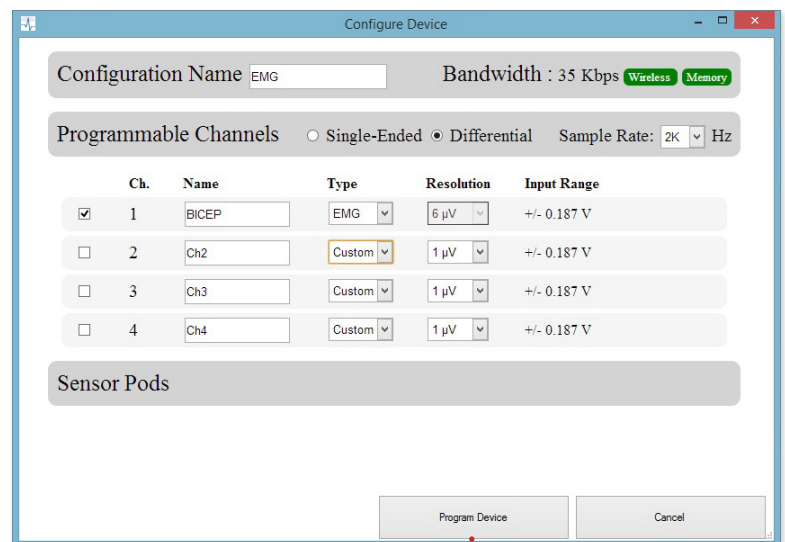 Configure Device
Configuration Name EMG Bandwidth : 35 Kbps Wireless Memory
Programmable Channels Single-Ended Differential Sample Rate: 2K Hz
Ch. Name Type Resolution Input Range
1 BICEP EMG 6 µV +/- 0.187 V
2 Ch2 Custom 1 µV +/- 0.187 V
3 Ch3 Custom 1 µV +/- 0.187 V
4 Ch4 Custom 1 µV +/- 0.187 V
Sensor Pods
Program Device Cancel